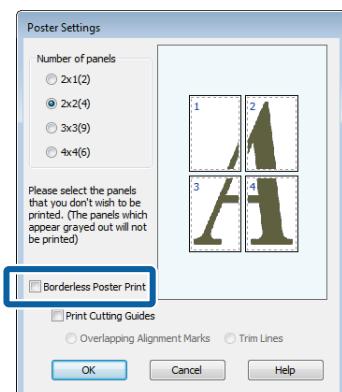 Poster Settings
Number of panels
2x1(2)
2x2(4)
3x3(9)
4x4(6)
1 2
3 4
Please select the panels
that you don't wish to be
printed. (The panels which
appear grayed out will not
be printed)
Borderless Poster Print
Print Cutting Guides
Overlapping Alignment Marks Trim Lines
OK Cancel Help